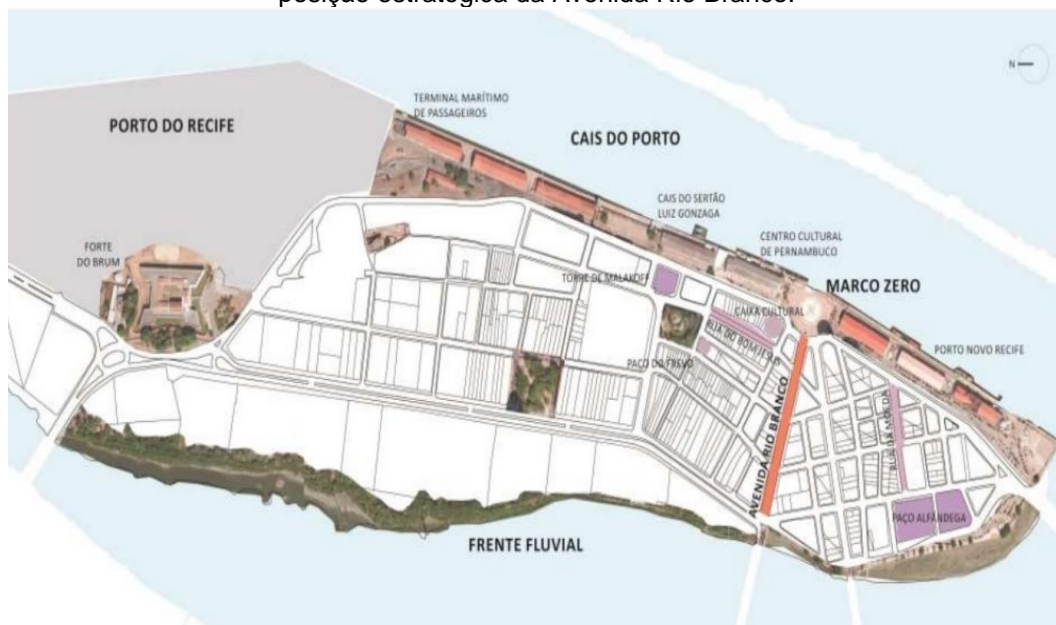 posição estratégica da Avenida Rio Branco.
N
TERMINAL MARÍTIMO
DE PASSAGEIROS
PORTO DO RECIFE
CAIS DO PORTO
CAIS DO SERTÃO
LUIZ GONZAGA
FORTE
DO BRUM
CENTRO CULTURAL
DE PERNAMBUCO
TORRE DE MALAKOFF
MARCO ZERO
CAIXA CULTURAL
RUA DO BOM JESUS
PORTO NOVO RECIFE
PAÇO DO FREVO
AVENIDA RIO BRANCO
RUA DA MOEDA
PAÇO ALFÂNDEGA
FRENTE FLUVIAL